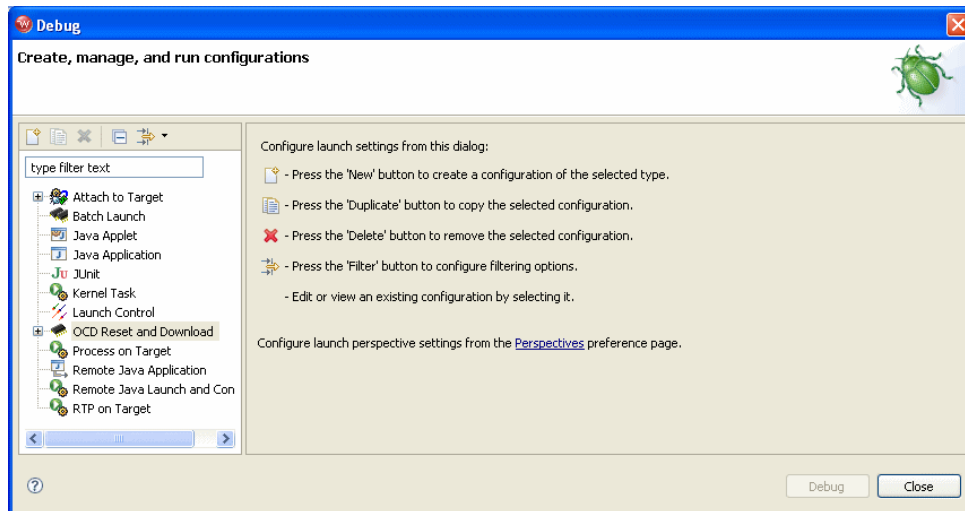 Debug
Create, manage, and run configurations
type filter text
Attach to Target
Batch Launch
Java Applet
Java Application
JUnit
Kernel Task
Launch Control
OCD Reset and Download
Process on Target
Remote Java Application
Remote Java Launch and Con
RTP on Target
Configure launch settings from this dialog:
- Press the 'New' button to create a configuration of the selected type.
- Press the 'Duplicate' button to copy the selected configuration.
- Press the 'Delete' button to remove the selected configuration.
- Press the 'Filter' button to configure filtering options.
- Edit or view an existing configuration by selecting it.
Configure launch perspective settings from the Perspectives preference page.
Debug
Close